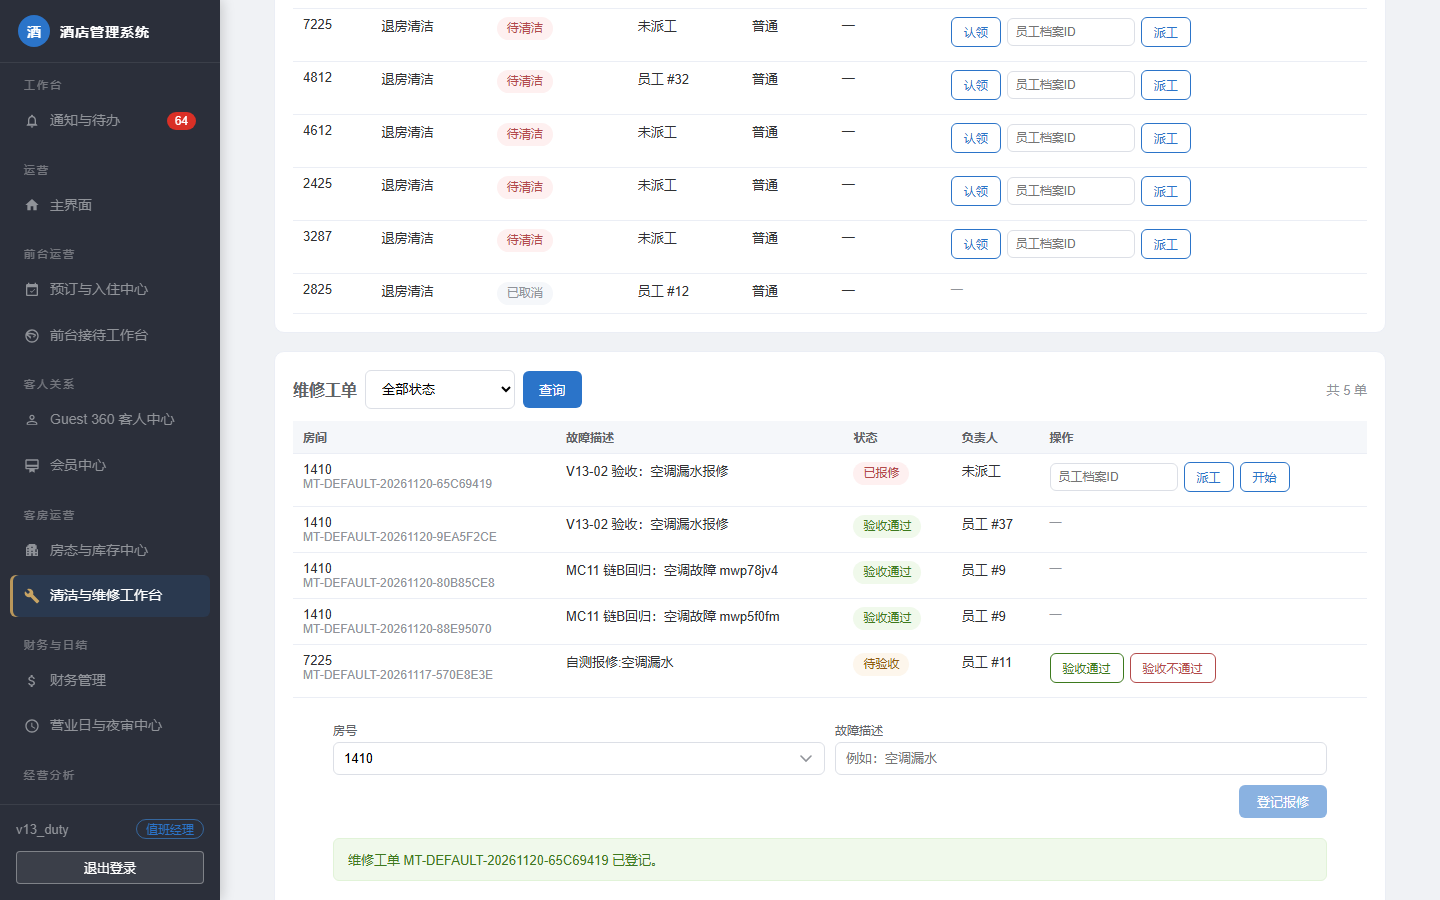 酒 酒店管理系统
工作台
通知与待办 64
运营
主界面
前台运营
预订与入住中心
前台接待工作台
客人关系
Guest 360 客人中心
会员中心
客房运营
房态与库存中心
清洁与维修工作台
财务与日结
财务管理
营业日与夜审中心
经营分析
v13_duty 值班经理
退出登录
7225 退房清洁 待清洁 未派工 普通 — 认领 员工档案ID 派工
4812 退房清洁 待清洁 员工 #32 普通 — 认领 员工档案ID 派工
4612 退房清洁 待清洁 未派工 普通 — 认领 员工档案ID 派工
2425 退房清洁 待清洁 未派工 普通 — 认领 员工档案ID 派工
3287 退房清洁 待清洁 未派工 普通 — 认领 员工档案ID 派工
2825 退房清洁 已取消 员工 #12 普通 — —
维修工单 全部状态 查询 共 5 单
房间 故障描述 状态 负责人 操作
1410 V13-02 验收：空调漏水报修 已报修 未派工 员工档案ID 派工 开始
MT-DEFAULT-20261120-65C69419
1410 V13-02 验收：空调漏水报修 验收通过 员工 #37 —
MT-DEFAULT-20261120-9EA5F2CE
1410 MC11 链B回归：空调故障 mwp78jv4 验收通过 员工 #9 —
MT-DEFAULT-20261120-80B85CE8
1410 MC11 链B回归：空调故障 mwp5f0fm 验收通过 员工 #9 —
MT-DEFAULT-20261120-88E95070
7225 自测报修:空调漏水 待验收 员工 #11 验收通过 验收不通过
MT-DEFAULT-20261117-570E8E3E
房号 故障描述
1410 例如：空调漏水
登记报修
维修工单 MT-DEFAULT-20261120-65C69419 已登记。